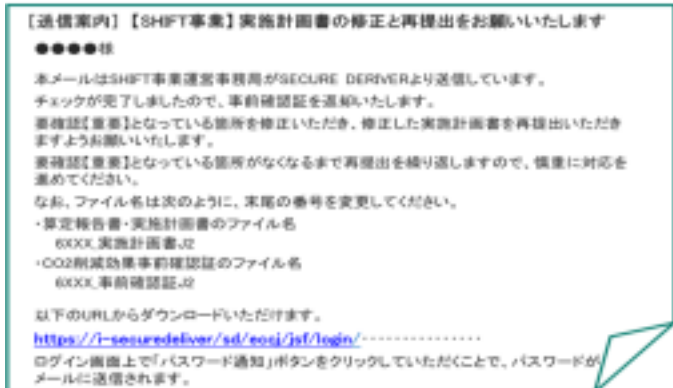 [送信案内]【SHIFT事業】実施計画書の修正と再提出をお願いいたします
●●●●様
本メールはSHIFT事業運営事務局がSECURE DERIVERより送信しています。
チェックが完了しましたので、事前確認証を返却いたします。
要確認【重要】となっている箇所を修正いただき、修正した実施計画書を再提出いただき
ますようお願いいたします。
要確認【重要】となっている箇所がなくなるまで再提出を繰り返しますので、慎重に対応を
進めてください。
なお、ファイル名は次のように、末尾の番号を変更してください。
・算定報告書・実施計画書のファイル名
6XXX_実施計画書J2
・CO2削減効果事前確認証のファイル名
6XXX_事前確認証J2
以下のURLからダウンロードいただけます。
https://i-securedeliver/sd/eccj/jsf/login/---------------
ログイン画面上で「パスワード通知」ボタンをクリックしていただくことで、パスワードが
メールに送信されます。